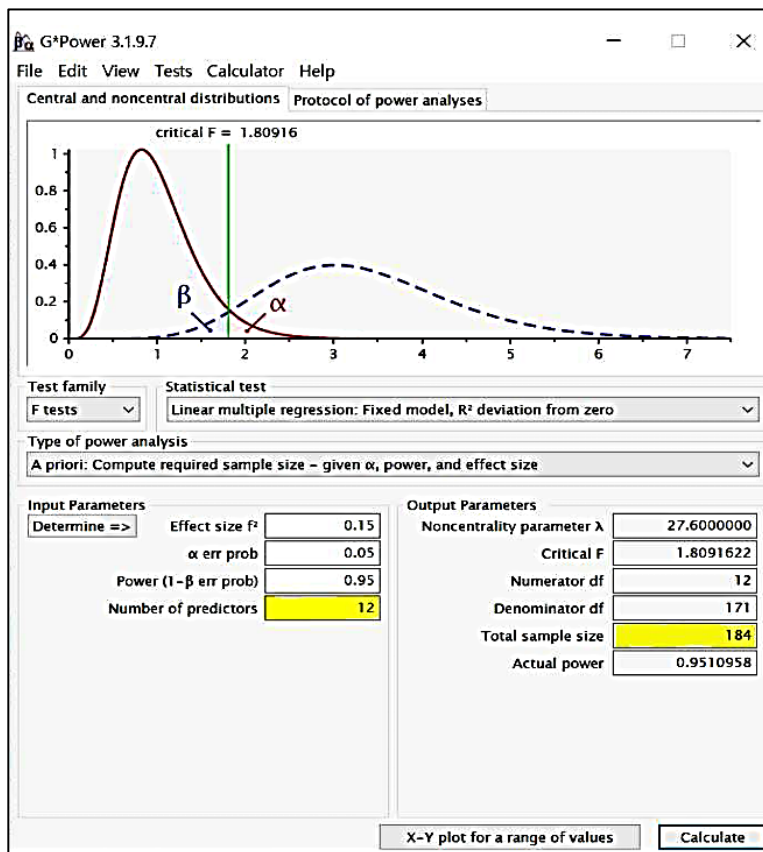 βα G*Power 3.1.9.7
File Edit View Tests Calculator Help
Central and noncentral distributions Protocol of power analyses
critical F = 1.80916
1
0.8
0.6
0.4
0.2
0
β α
0 1 2 3 4 5 6 7
Test family Statistical test
F tests Linear multiple regression: Fixed model, R² deviation from zero
Type of power analysis
A priori: Compute required sample size – given α, power, and effect size
Input Parameters Output Parameters
Determine => Effect size f² 0.15 Noncentrality parameter λ 27.6000000
α err prob 0.05 Critical F 1.8091622
Power (1-β err prob) 0.95 Numerator df 12
Number of predictors 12 Denominator df 171
Total sample size 184
Actual power 0.9510958
X-Y plot for a range of values Calculate